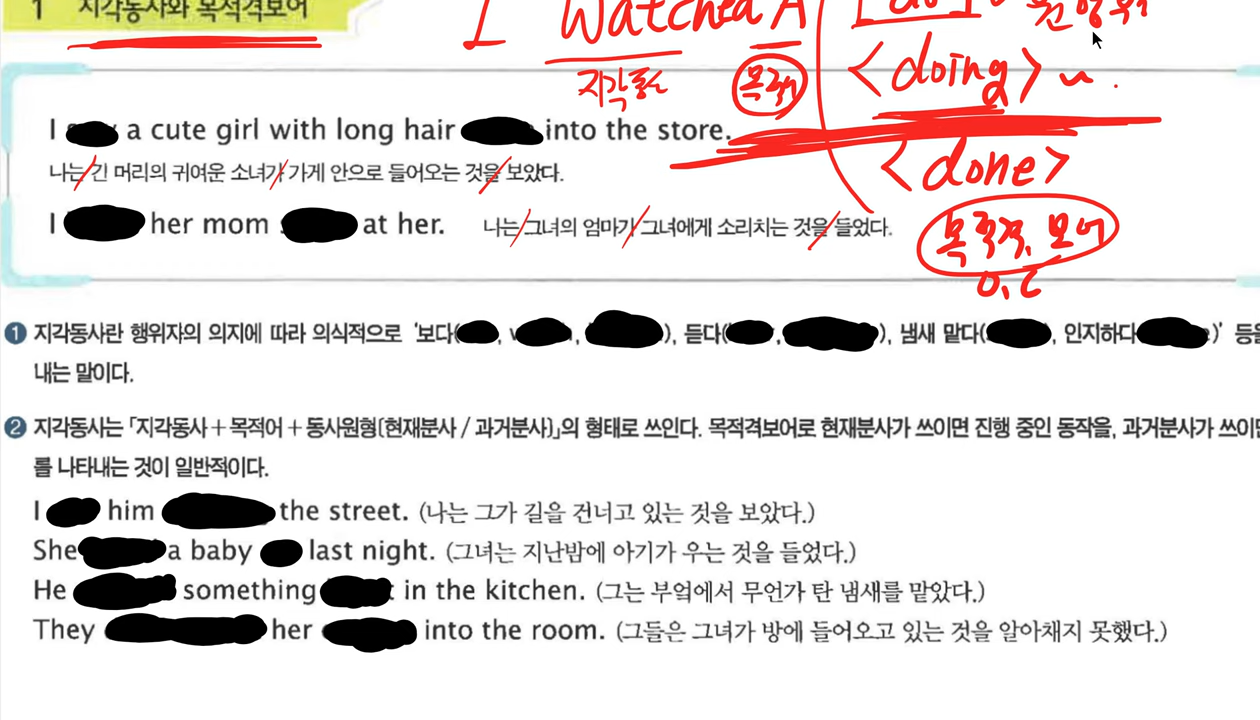 1 지각동사와 목적격보어
I watched A
<doing> ~
지각동사
목적어
I a cute girl with long hair into the store.
나는 긴 머리의 귀여운 소녀가 가게 안으로 들어오는 것을 보았다.
<done>
I her mom at her. 나는 그녀의 엄마가 그녀에게 소리치는 것을 들었다.
목적격 보어
O.C
1 지각동사란 행위자의 의지에 따라 의식적으로 '보다( , , ), 듣다( , ), 냄새 맡다( ), 인지하다( )' 등을
내는 말이다.
2 지각동사는 「지각동사+목적어+동사원형[현재분사 / 과거분사]」의 형태로 쓰인다. 목적격보어로 현재분사가 쓰이면 진행 중인 동작을, 과거분사가 쓰이면
를 나타내는 것이 일반적이다.
I him the street. (나는 그가 길을 건너고 있는 것을 보았다.)
She a baby last night. (그녀는 지난밤에 아기가 우는 것을 들었다.)
He something in the kitchen. (그는 부엌에서 무언가 탄 냄새를 맡았다.)
They her into the room. (그들은 그녀가 방에 들어오고 있는 것을 알아채지 못했다.)